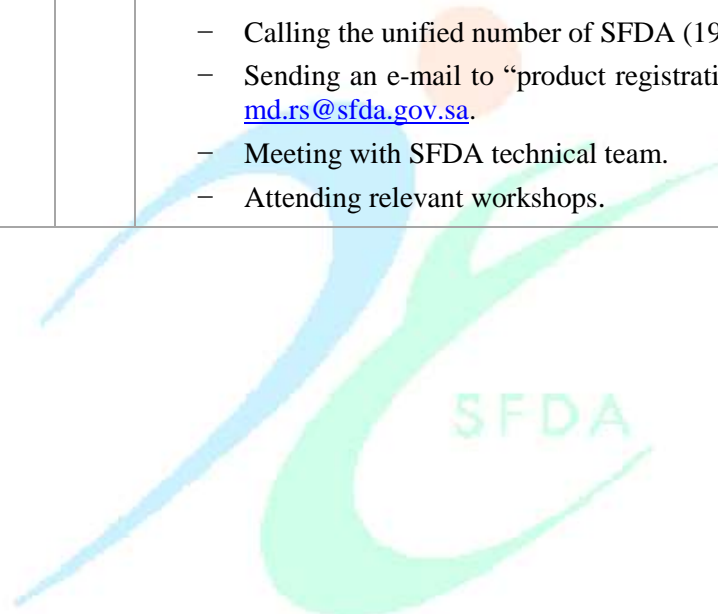 − Calling the unified number of SFDA (19
− Sending an e-mail to “product registrati
md.rs@sfda.gov.sa.
− Meeting with SFDA technical team.
− Attending relevant workshops.
SFDA